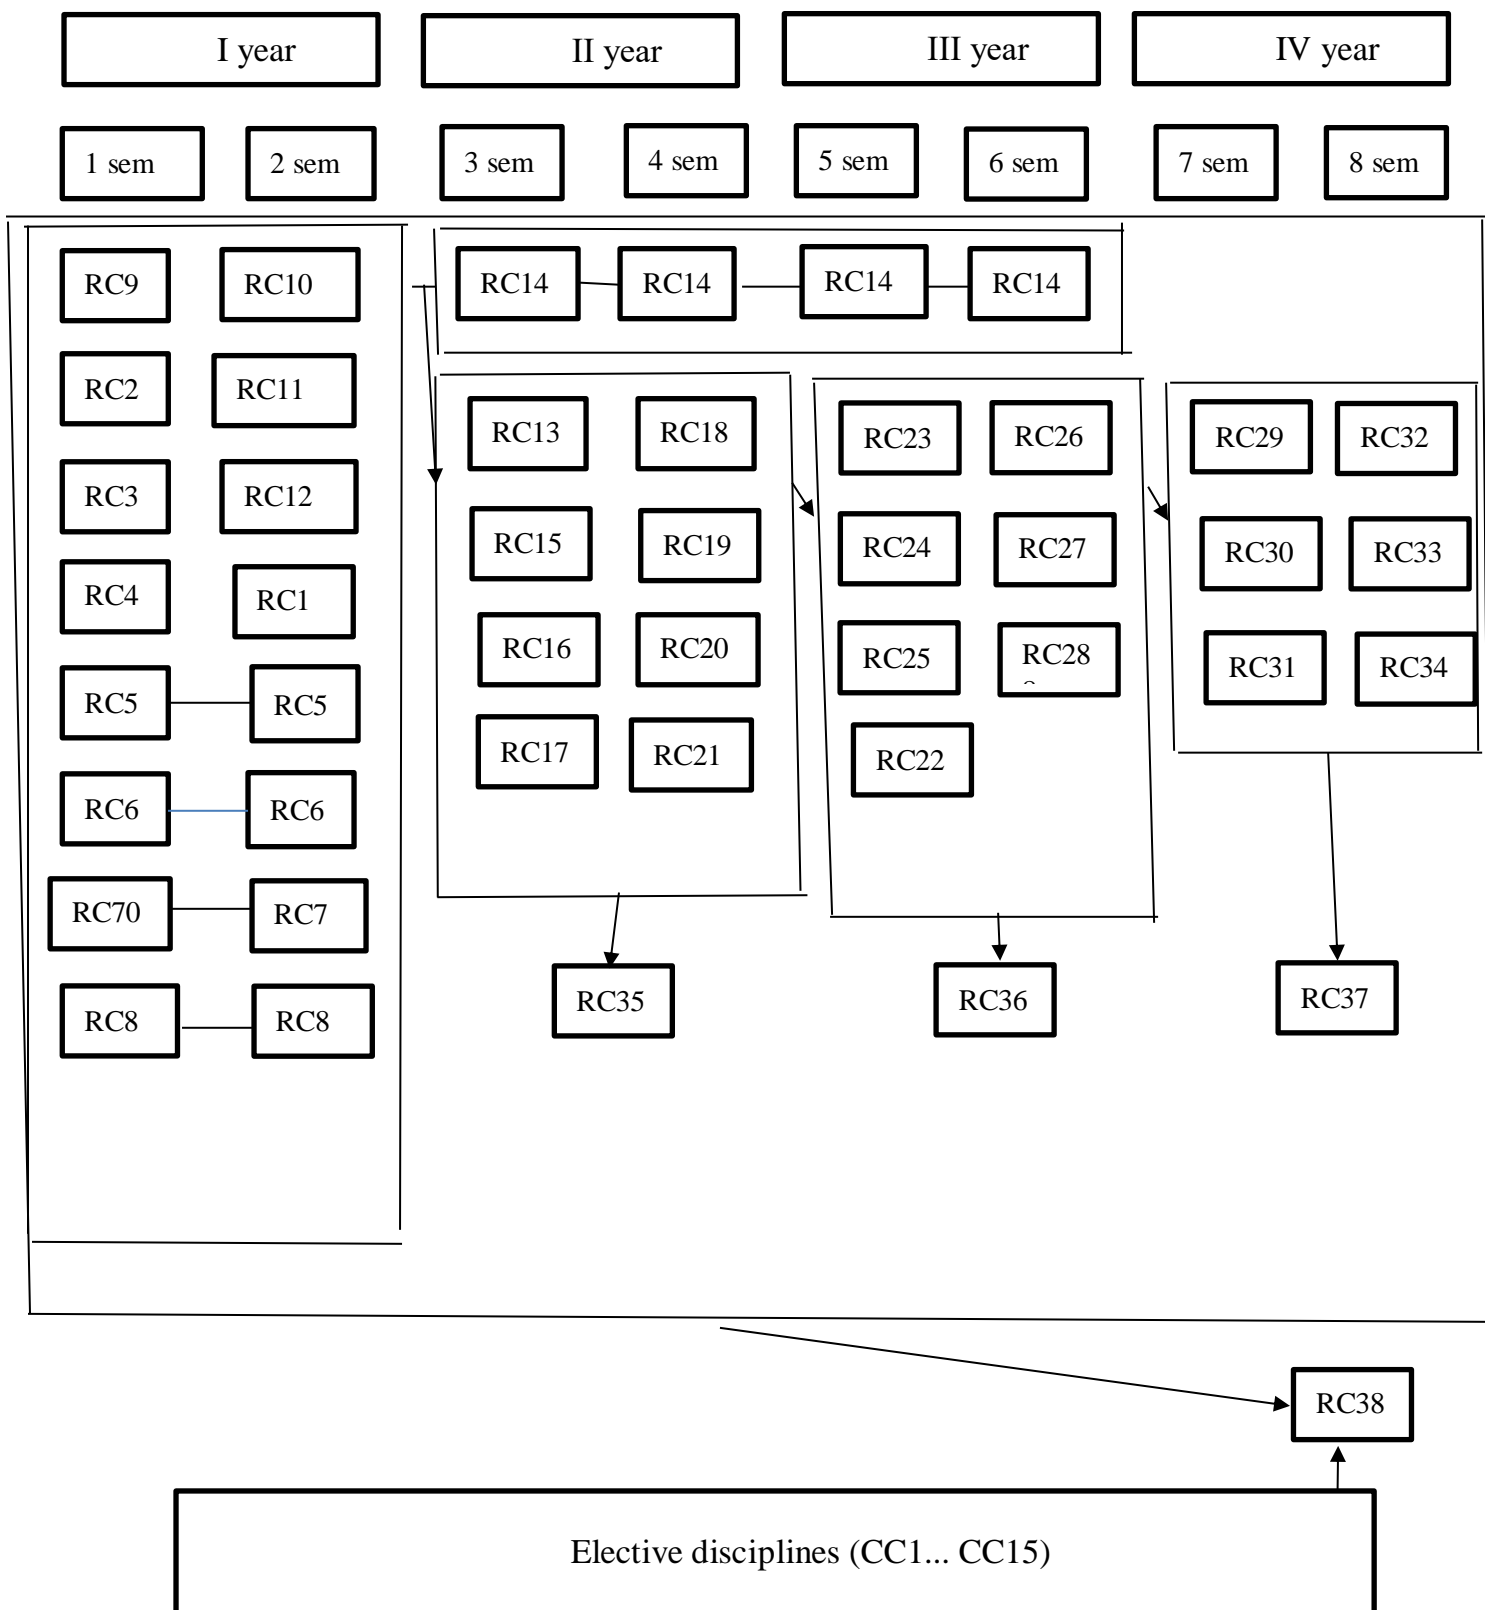 I year
II year
III year
IV year
1 sem
2 sem
3 sem
4 sem
5 sem
6 sem
7 sem
8 sem
RC9
RC10
RC14
RC14
RC14
RC14
RC2
RC11
RC13
RC18
RC23
RC26
RC29
RC32
RC3
RC12
RC15
RC19
RC24
RC27
RC30
RC33
RC4
RC1
RC16
RC20
RC25
RC28
RC31
RC34
RC5
RC5
RC17
RC21
RC22
RC6
RC6
RC70
RC7
RC8
RC8
RC35
RC36
RC37
RC38
Elective disciplines (CC1... CC15)